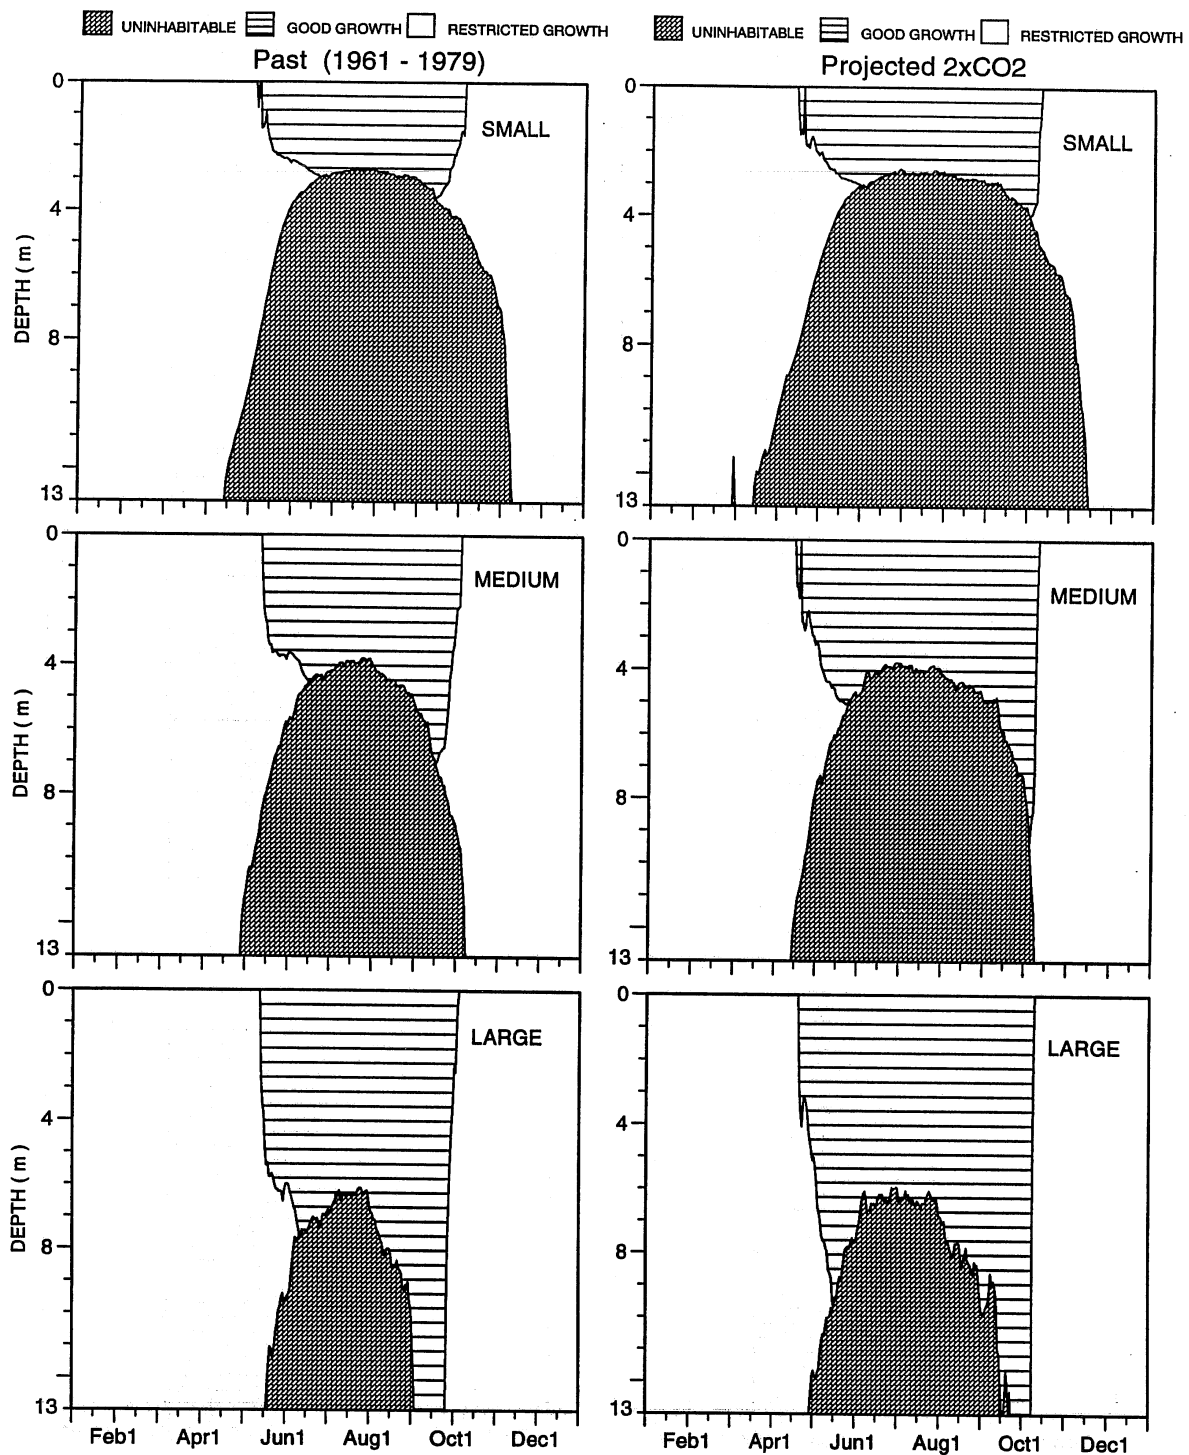 UNINHABITABLE GOOD GROWTH RESTRICTED GROWTH
Past (1961 - 1979)
UNINHABITABLE GOOD GROWTH RESTRICTED GROWTH
Projected 2xCO2
0
4
8
13
DEPTH ( m )
SMALL
0
4
8
13
SMALL
0
4
8
13
DEPTH ( m )
MEDIUM
0
4
8
13
MEDIUM
0
4
8
13
DEPTH ( m )
LARGE
Feb1 Apr1 Jun1 Aug1 Oct1 Dec1
0
4
8
13
LARGE
Feb1 Apr1 Jun1 Aug1 Oct1 Dec1